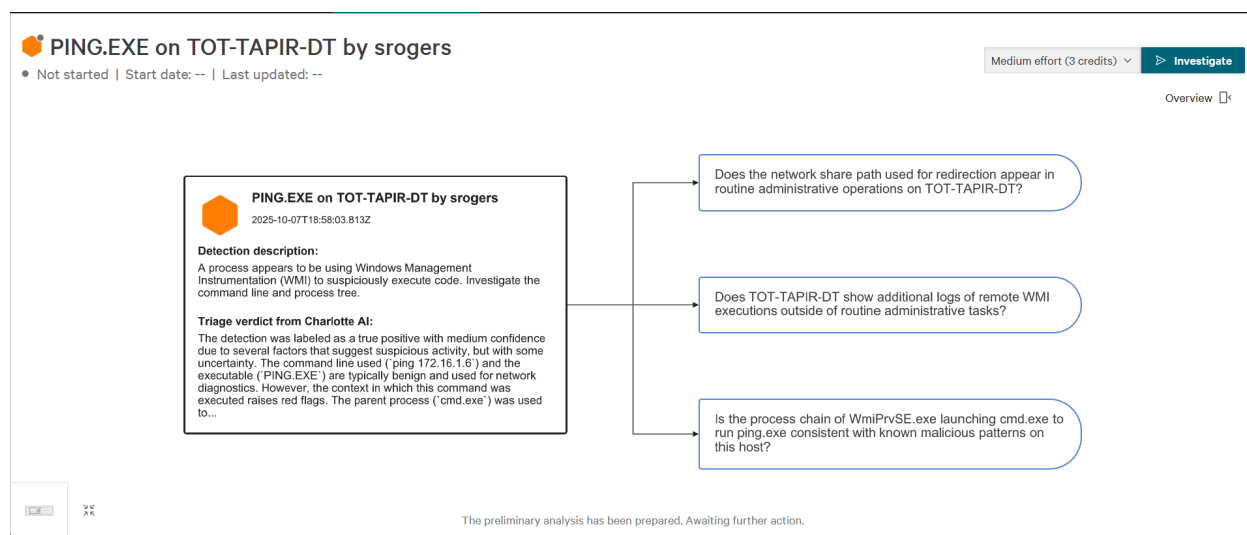 PING.EXE on TOT-TAPIR-DT by srogers
Not started | Start date: -- | Last updated: --
Medium effort (3 credits)
Investigate
Overview
PING.EXE on TOT-TAPIR-DT by srogers
2025-10-07T18:58:03.813Z
Detection description:
A process appears to be using Windows Management
Instrumentation (WMI) to suspiciously execute code. Investigate the
command line and process tree.
Triage verdict from Charlotte AI:
The detection was labeled as a true positive with medium confidence
due to several factors that suggest suspicious activity, but with some
uncertainty. The command line used (`ping 172.16.1.6`) and the
executable (`PING.EXE`) are typically benign and used for network
diagnostics. However, the context in which this command was
executed raises red flags. The parent process (`cmd.exe`) was used
to...
Does the network share path used for redirection appear in
routine administrative operations on TOT-TAPIR-DT?
Does TOT-TAPIR-DT show additional logs of remote WMI
executions outside of routine administrative tasks?
Is the process chain of WmiPrvSE.exe launching cmd.exe to
run ping.exe consistent with known malicious patterns on
this host?
The preliminary analysis has been prepared. Awaiting further action.